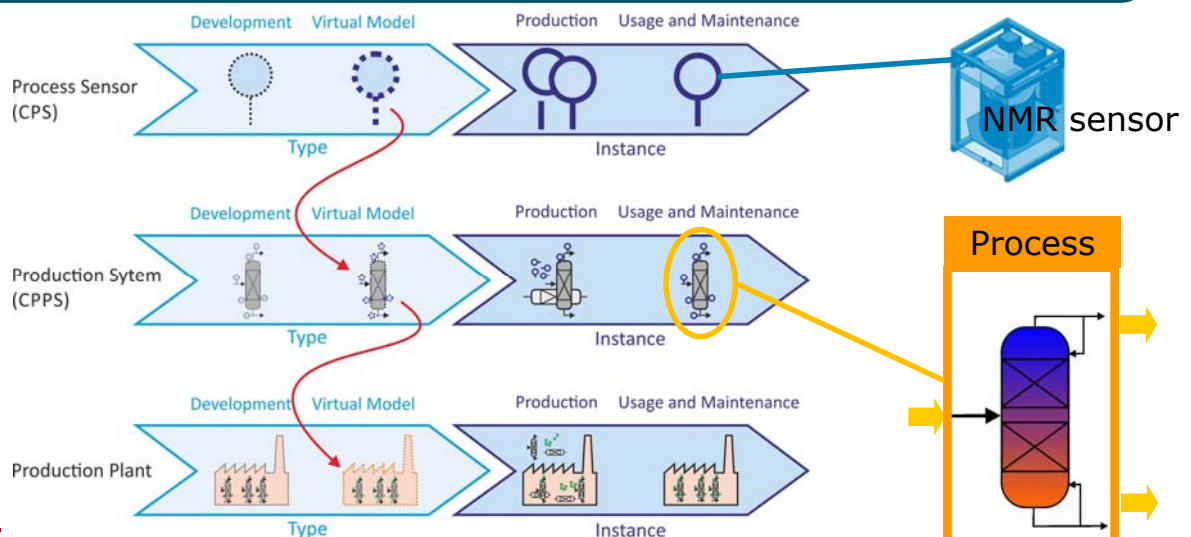 Development Virtual Model
Production Usage and Maintenance
Process Sensor
(CPS)
NMR sensor
Type
Instance
Development Virtual Model
Production Usage and Maintenance
Process
Production Sytem
(CPPS)
Type
Instance
Development Virtual Model
Production Usage and Maintenance
Production Plant
Type
Instance